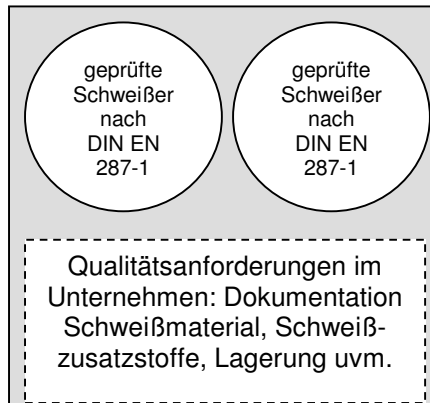 geprüfte
Schweißer
nach
DIN EN
287-1
geprüfte
Schweißer
nach
DIN EN
287-1
Qualitätsanforderungen im
Unternehmen: Dokumentation
Schweißmaterial, Schweiß-
zusatzstoffe, Lagerung uvm.